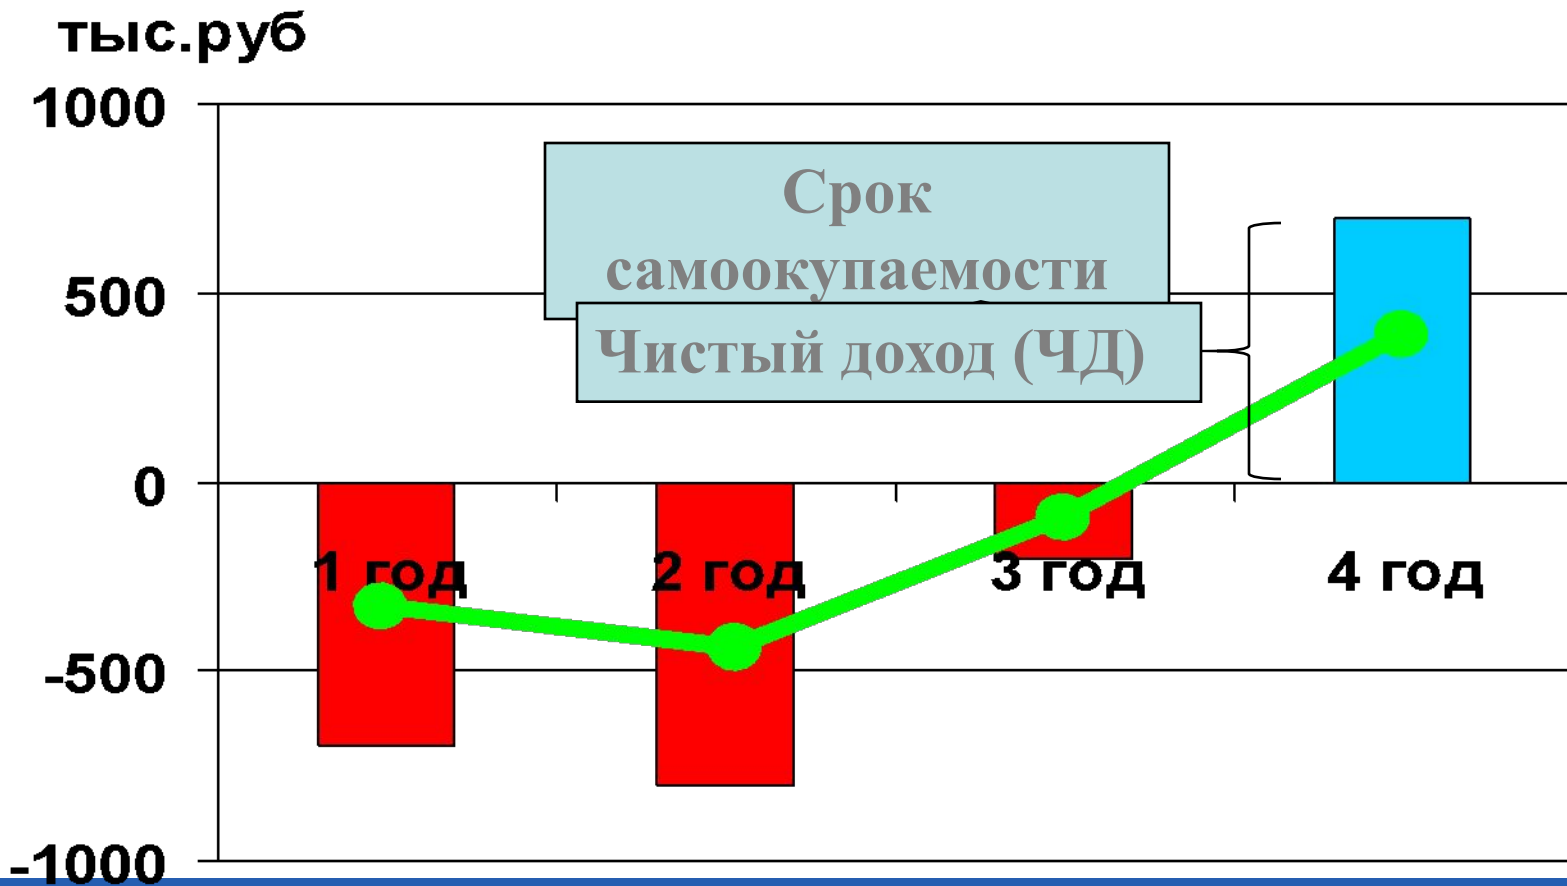 тыс.руб
1000
Срок
самоокупаемости
500
Чистый доход (ЧД)
0
1 год 2 год 3 год 4 год
-500
-1000